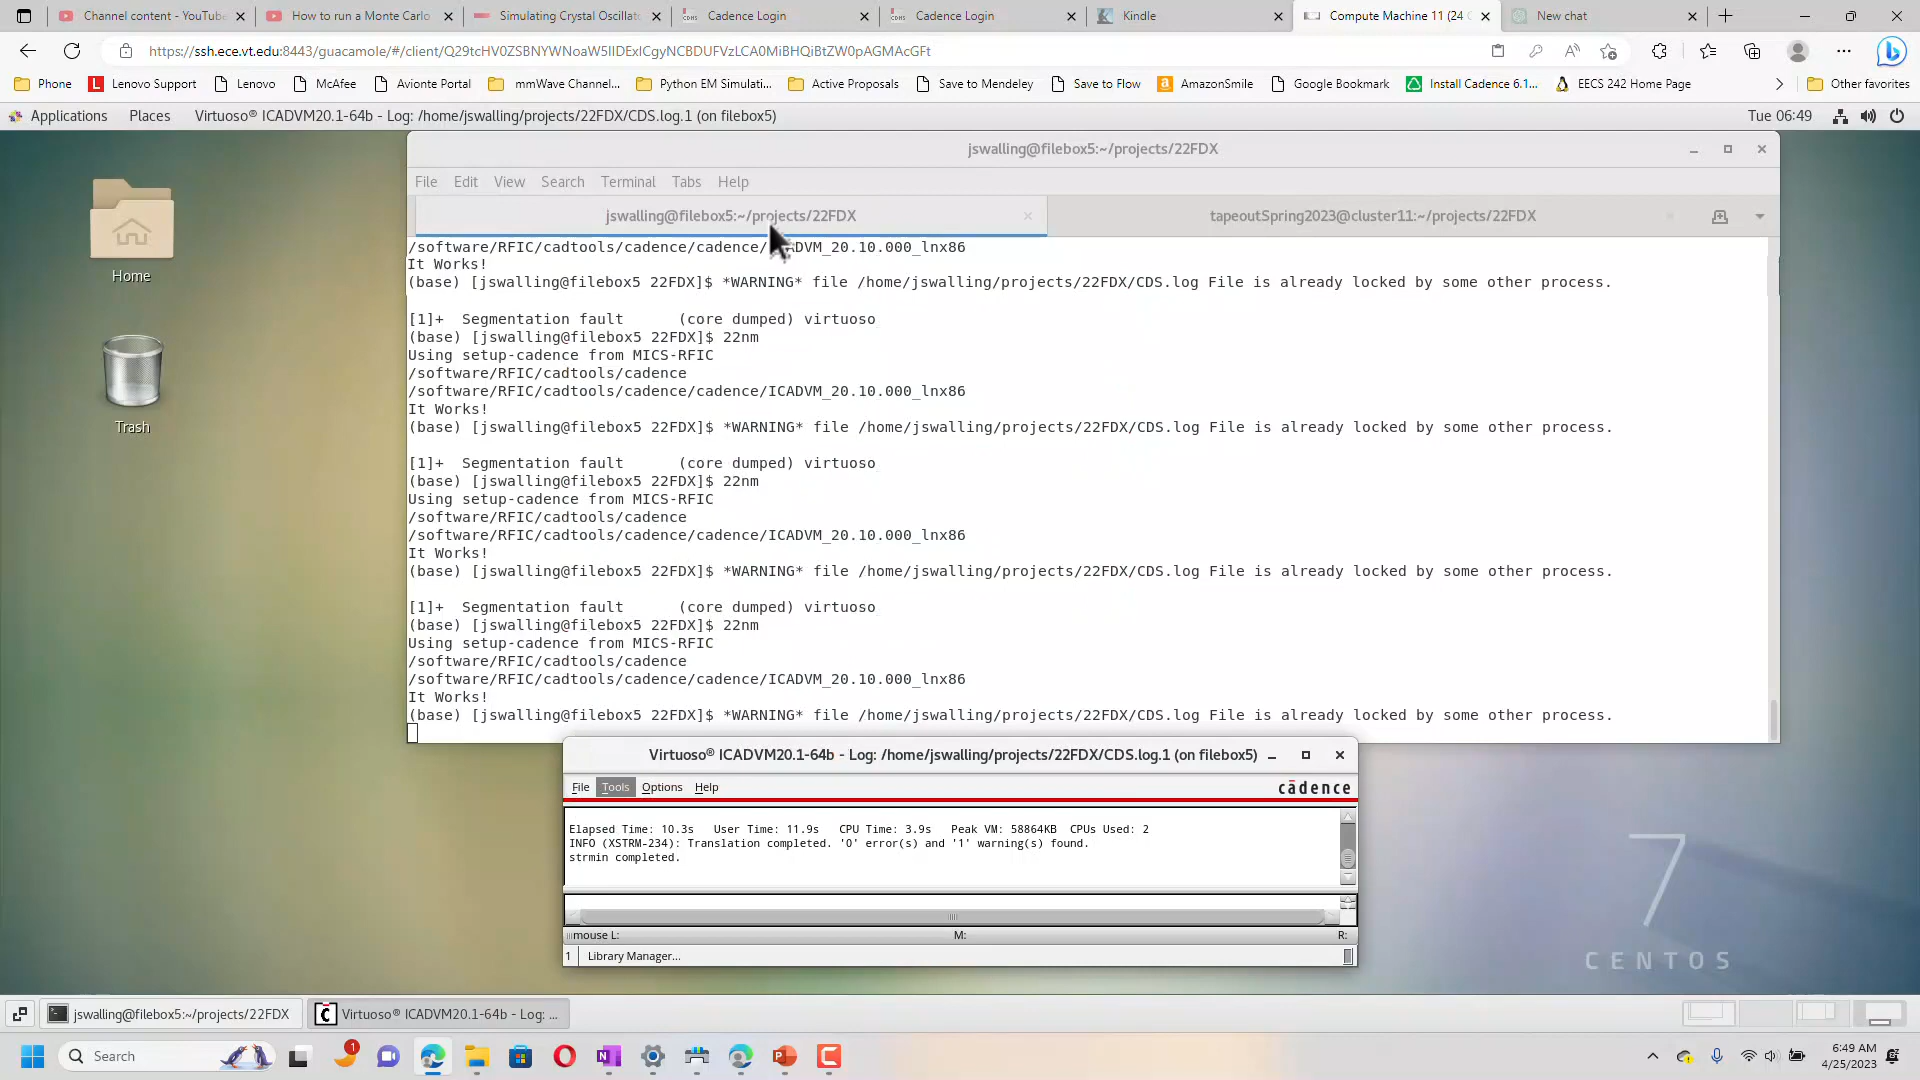 Channel content - YouTube
How to run a Monte Carlo
Simulating Crystal Oscillat
Cadence Login
Cadence Login
Kindle
Compute Machine 11 (24
New chat
https://ssh.ece.vt.edu:8443/guacamole/#/client/Q29tcHV0ZSBNYWNoaW5lIDExICgyNCBDUFVzLCA0MiBHQiBtZW0pAGMAcGFt
Phone
Lenovo Support
Lenovo
McAfee
Avionte Portal
mmWave Channel...
Python EM Simulati...
Active Proposals
Save to Mendeley
Save to Flow
AmazonSmile
Google Bookmark
Install Cadence 6.1...
EECS 242 Home Page
Other favorites
Applications Places Virtuoso® ICADVM20.1-64b - Log: /home/jswalling/projects/22FDX/CDS.log.1 (on filebox5)
Tue 06:49
Home
Trash
jswalling@filebox5:~/projects/22FDX
File Edit View Search Terminal Tabs Help
jswalling@filebox5:~/projects/22FDX
tapeoutSpring2023@cluster11:~/projects/22FDX
/software/RFIC/cadtools/cadence/cadence/ICADVM_20.10.000_lnx86
It Works!
(base) [jswalling@filebox5 22FDX]$ *WARNING* file /home/jswalling/projects/22FDX/CDS.log File is already locked by some other process.
[1]+ Segmentation fault (core dumped) virtuoso
(base) [jswalling@filebox5 22FDX]$ 22nm
Using setup-cadence from MICS-RFIC
/software/RFIC/cadtools/cadence
/software/RFIC/cadtools/cadence/cadence/ICADVM_20.10.000_lnx86
It Works!
(base) [jswalling@filebox5 22FDX]$ *WARNING* file /home/jswalling/projects/22FDX/CDS.log File is already locked by some other process.
[1]+ Segmentation fault (core dumped) virtuoso
(base) [jswalling@filebox5 22FDX]$ 22nm
Using setup-cadence from MICS-RFIC
/software/RFIC/cadtools/cadence
/software/RFIC/cadtools/cadence/cadence/ICADVM_20.10.000_lnx86
It Works!
(base) [jswalling@filebox5 22FDX]$ *WARNING* file /home/jswalling/projects/22FDX/CDS.log File is already locked by some other process.
[1]+ Segmentation fault (core dumped) virtuoso
(base) [jswalling@filebox5 22FDX]$ 22nm
Using setup-cadence from MICS-RFIC
/software/RFIC/cadtools/cadence
/software/RFIC/cadtools/cadence/cadence/ICADVM_20.10.000_lnx86
It Works!
(base) [jswalling@filebox5 22FDX]$ *WARNING* file /home/jswalling/projects/22FDX/CDS.log File is already locked by some other process.
Virtuoso® ICADVM20.1-64b - Log: /home/jswalling/projects/22FDX/CDS.log.1 (on filebox5)
File Tools Options Help
cādence
Elapsed Time: 10.3s User Time: 11.9s CPU Time: 3.9s Peak VM: 58864KB CPUs Used: 2
INFO (XSTRM-234): Translation completed. '0' error(s) and '1' warning(s) found.
strmin completed.
mouse L: M: R:
1 Library Manager...
7
CENTOS
jswalling@filebox5:~/projects/22FDX
Virtuoso® ICADVM20.1-64b - Log: ...
Search
1
6:49 AM
4/25/2023